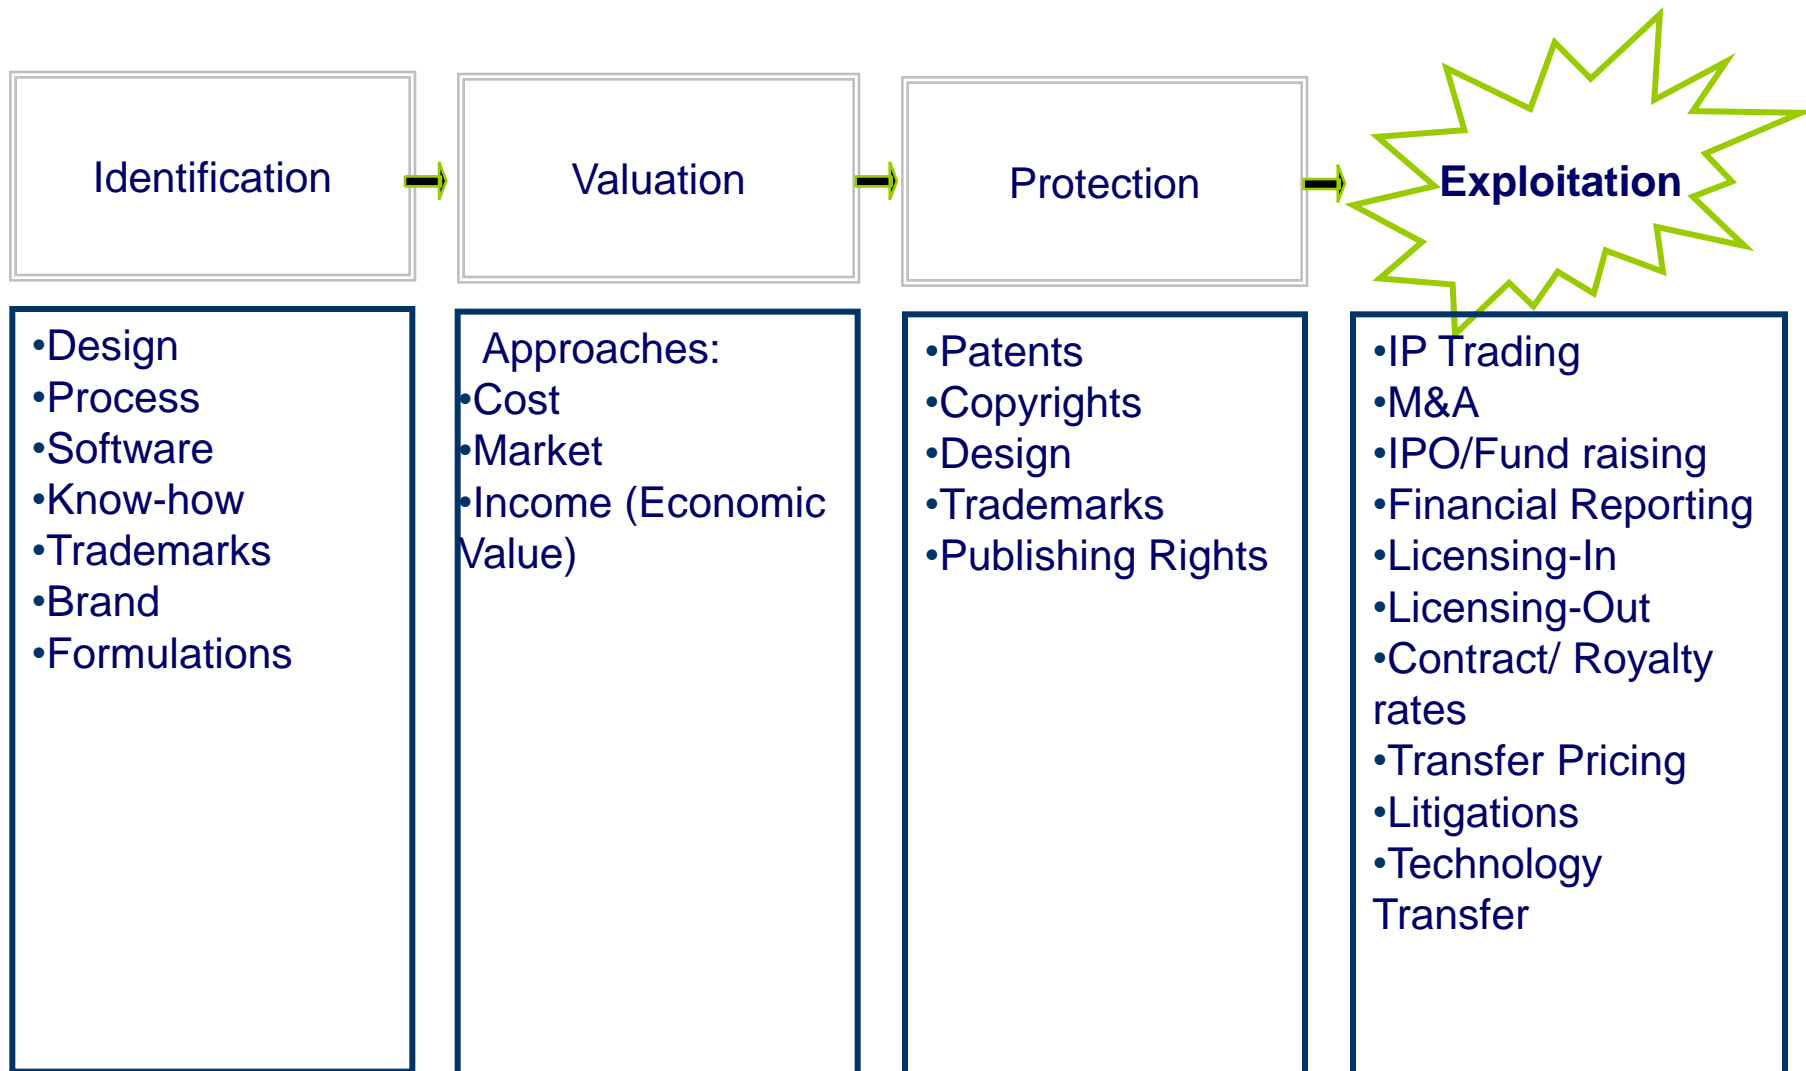 Identification
Valuation
Protection
Exploitation
•Design
•Process
•Software
•Know-how
•Trademarks
•Brand
•Formulations
Approaches:
•Cost
•Market
•Income (Economic
Value)
•Patents
•Copyrights
•Design
•Trademarks
•Publishing Rights
•IP Trading
•M&A
•IPO/Fund raising
•Financial Reporting
•Licensing-In
•Licensing-Out
•Contract/ Royalty
rates
•Transfer Pricing
•Litigations
•Technology
Transfer